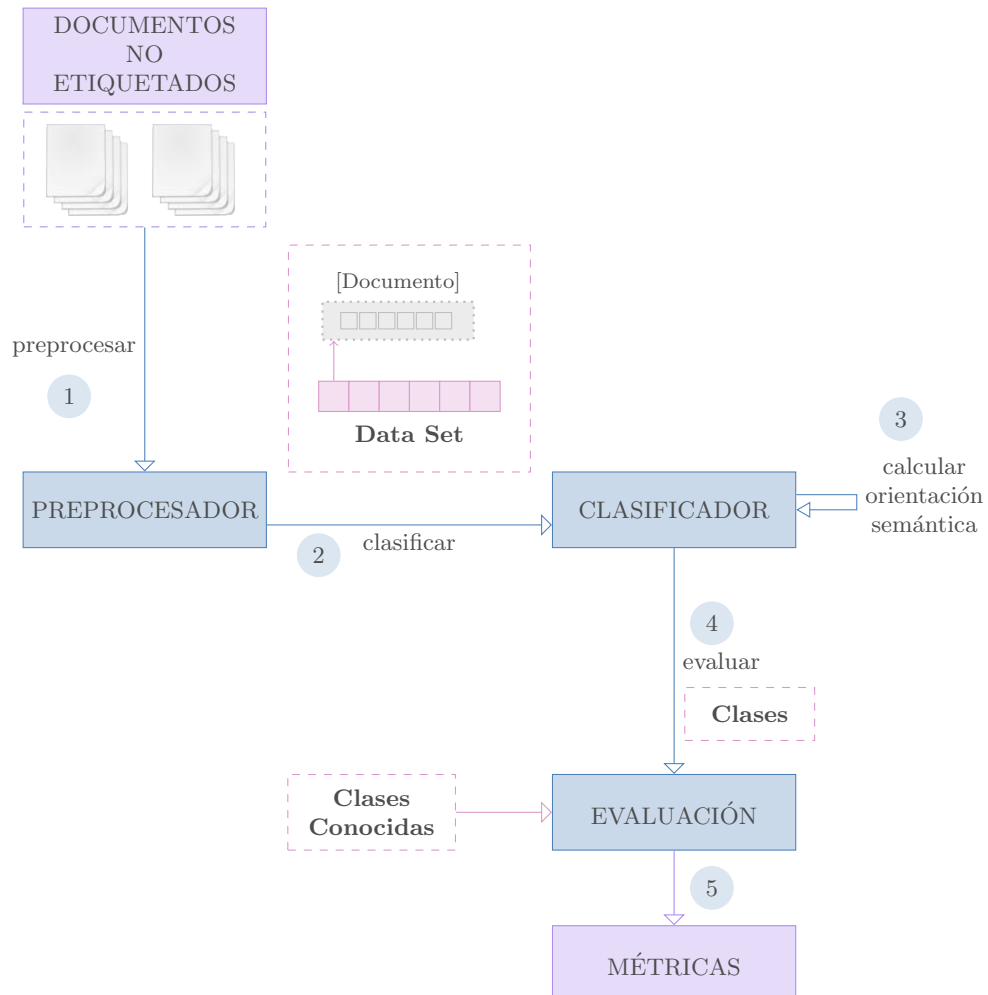 DOCUMENTOS
NO
ETIQUETADOS
[Documento]
preprocesar
1
Data Set
3
calcular
orientación
semántica
PREPROCESADOR
CLASIFICADOR
2
clasificar
4
evaluar
Clases
Clases
Conocidas
EVALUACIÓN
5
MÉTRICAS